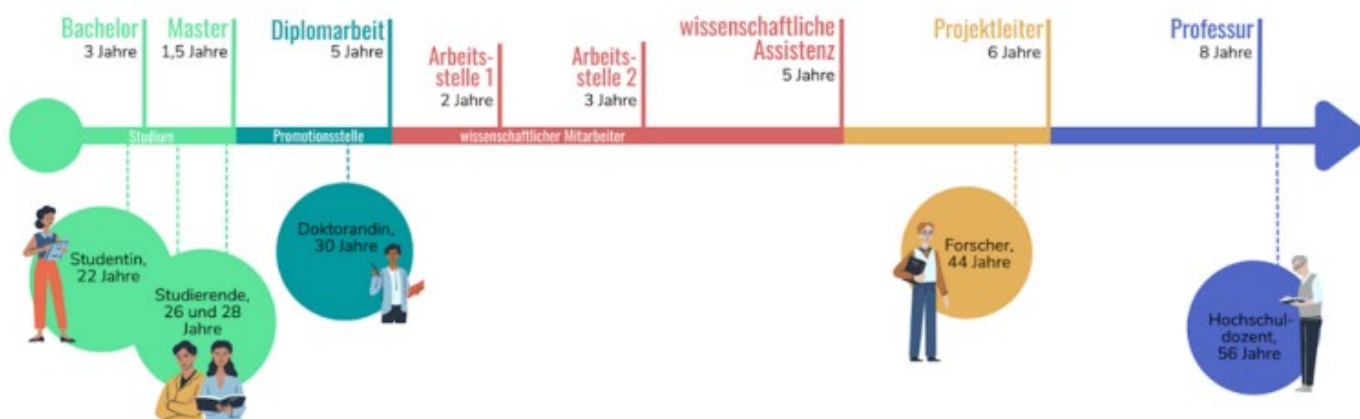 Bachelor
3 Jahre
Master
1,5 Jahre
Diplomarbeit
5 Jahre
Arbeits-
stelle 1
2 Jahre
Arbeits-
stelle 2
3 Jahre
wissenschaftliche
Assistenz
5 Jahre
Projektleiter
6 Jahre
Professur
8 Jahre
Studium
Promotionsstelle
wissenschaftlicher Mitarbeiter
Studentin,
22 Jahre
Studierende,
26 und 28
Jahre
Doktorandin,
30 Jahre
Forscher,
44 Jahre
Hochschul-
dozent,
56 Jahre